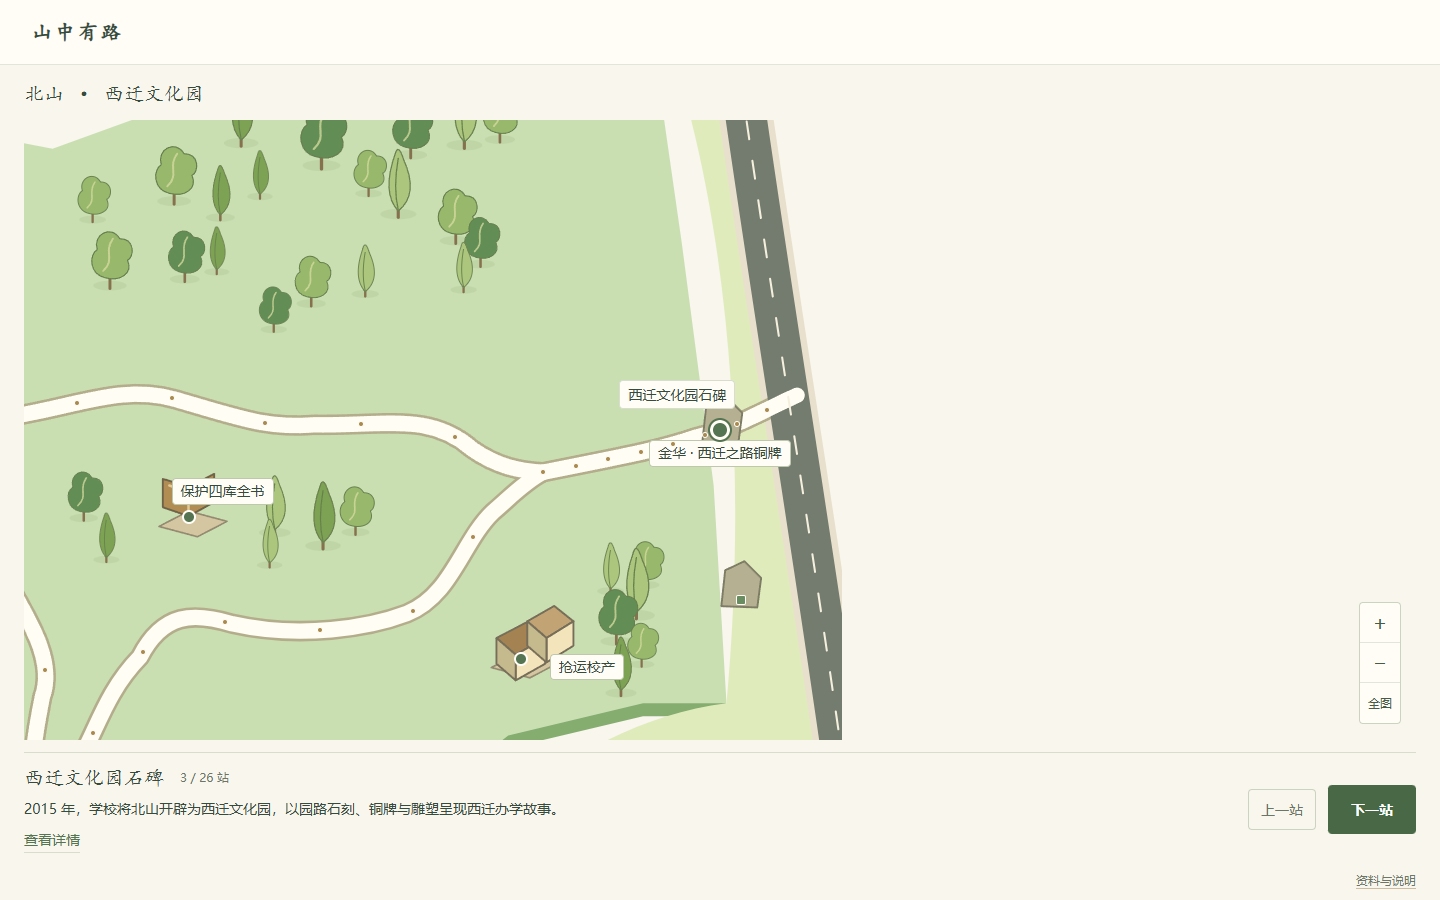 山中有路
北山 • 西迁文化园
西迁文化园石碑
金华 · 西迁之路铜牌
保护四库全书
抢运校产
+
−
全图
西迁文化园石碑 3 / 26 站
2015 年，学校将北山开辟为西迁文化园，以园路石刻、铜牌与雕塑呈现西迁办学故事。
查看详情
上一站
下一站
资料与说明